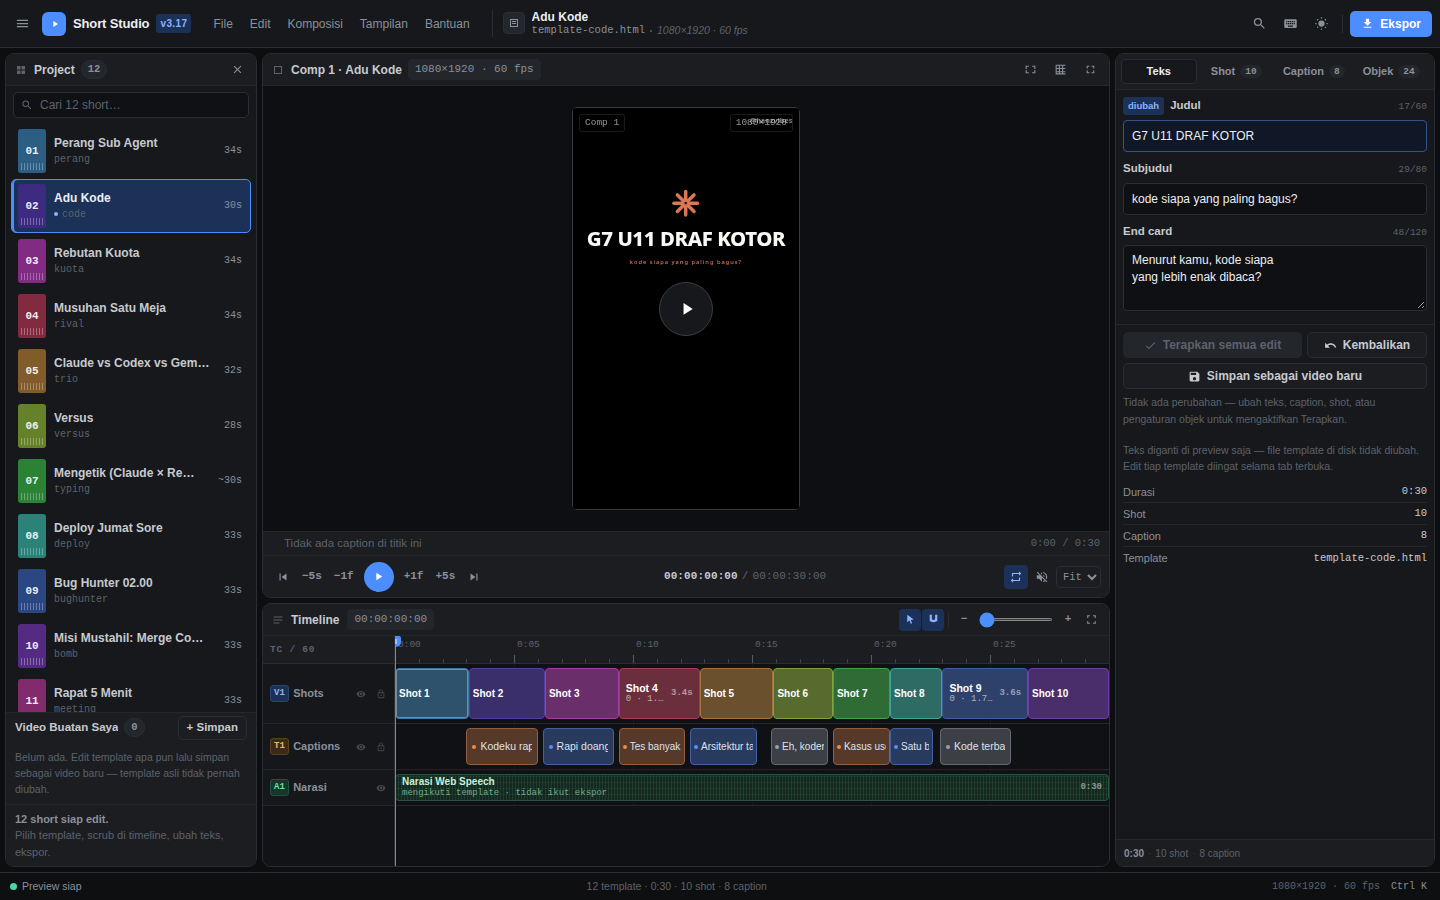 Short Studio v3.17 File Edit Komposisi Tampilan Bantuan
Adu Kode
template-code.html · 1080×1920 · 60 fps
Ekspor
Project 12
Cari 12 short…
01 Perang Sub Agent 34s
perang
02 Adu Kode 30s
code
03 Rebutan Kuota 34s
kuota
04 Musuhan Satu Meja 34s
rival
05 Claude vs Codex vs Gem… 32s
trio
06 Versus 28s
versus
07 Mengetik (Claude × Re… ~30s
typing
08 Deploy Jumat Sore 33s
deploy
09 Bug Hunter 02.00 33s
bughunter
10 Misi Mustahil: Merge Co… 33s
bomb
11 Rapat 5 Menit 33s
meeting
Video Buatan Saya 0 + Simpan
Belum ada. Edit template apa pun lalu simpan
sebagai video baru — template asli tidak pernah
diubah.
12 short siap edit.
Pilih template, scrub di timeline, ubah teks,
ekspor.
Comp 1 · Adu Kode 1080×1920 · 60 fps
Comp 1 1080×1920
G7 U11 DRAF KOTOR
kode siapa yang paling bagus?
Tidak ada caption di titik ini 0:00 / 0:30
−5s −1f +1f +5s 00:00:00:00 / 00:00:30:00 Fit
Timeline 00:00:00:00 − +
TC / 60 0:00 0:05 0:10 0:15 0:20 0:25
V1 Shots
Shot 1 Shot 2 Shot 3 Shot 4 3.4s Shot 5 Shot 6 Shot 7 Shot 8 Shot 9 3.6s Shot 10
0 · 1.… 0 · 1.7…
T1 Captions
Kodeku rap Rapi doang Tes banyak Arsitektur ta Eh, koder Kasus us Satu b Kode terba
A1 Narasi
Narasi Web Speech
mengikuti template · tidak ikut ekspor 0:30
Teks Shot 10 Caption 8 Objek 24
diubah Judul 17/60
G7 U11 DRAF KOTOR
Subjudul 29/80
kode siapa yang paling bagus?
End card 48/120
Menurut kamu, kode siapa
yang lebih enak dibaca?
Terapkan semua edit Kembalikan
Simpan sebagai video baru
Tidak ada perubahan — ubah teks, caption, shot, atau
pengaturan objek untuk mengaktifkan Terapkan.
Teks diganti di preview saja — file template di disk tidak diubah.
Edit tiap template diingat selama tab terbuka.
Durasi 0:30
Shot 10
Caption 8
Template template-code.html
0:30 · 10 shot · 8 caption
Preview siap 12 template · 0:30 · 10 shot · 8 caption 1080×1920 · 60 fps Ctrl K